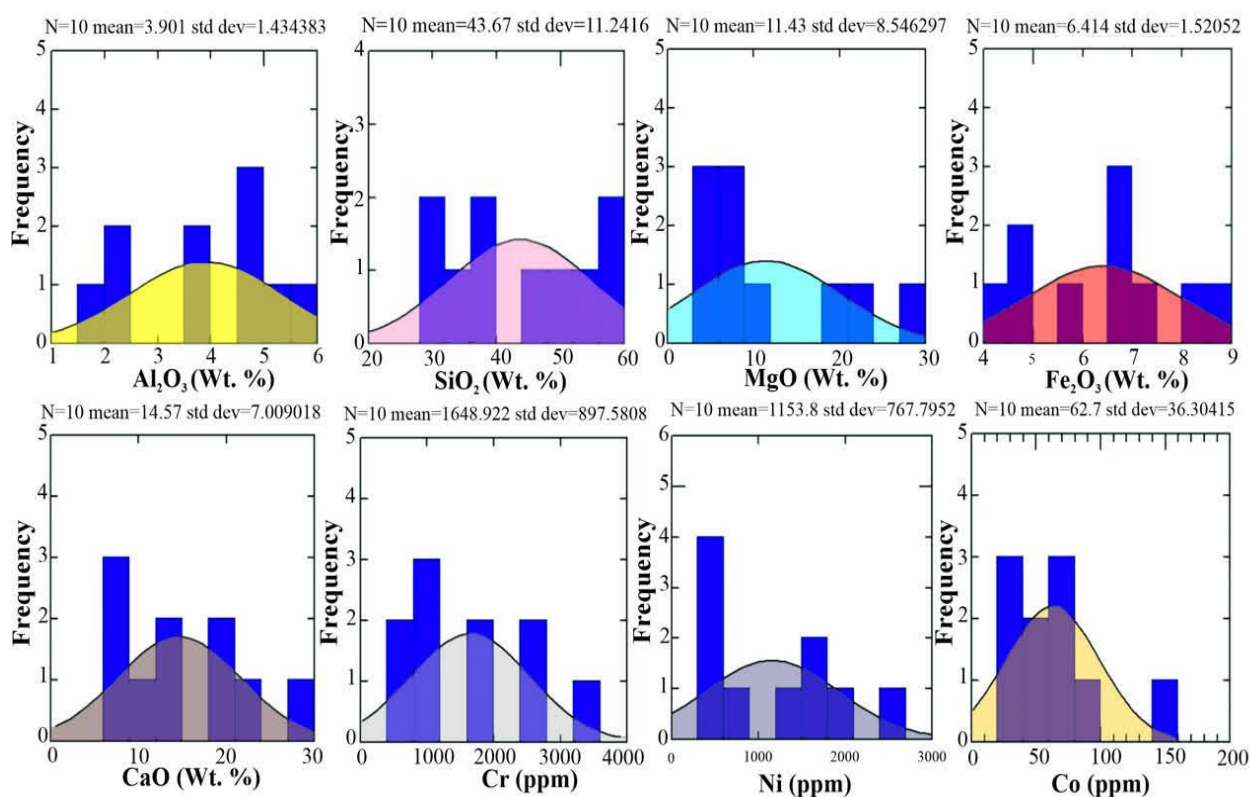 N=10 mean=3.901 std dev=1.434383
N=10 mean=43.67 std dev=11.2416
N=10 mean=11.43 std dev=8.546297
N=10 mean=6.414 std dev=1.52052
5
4
3
2
1
0
Frequency
1 2 3 4 5 6
Al₂O₃ (Wt. %)
4
3
2
1
0
Frequency
20 30 40 50 60
SiO₂ (Wt. %)
5
4
3
2
1
0
Frequency
0 10 20 30
MgO (Wt. %)
5
4
3
2
1
0
Frequency
4 5 6 7 8 9
Fe₂O₃ (Wt. %)
N=10 mean=14.57 std dev=7.009018
N=10 mean=1648.922 std dev=897.5808
N=10 mean=1153.8 std dev=767.7952
N=10 mean=62.7 std dev=36.30415
5
4
3
2
1
0
Frequency
0 10 20 30
CaO (Wt. %)
5
4
3
2
1
0
Frequency
0 1000 2000 3000 4000
Cr (ppm)
6
5
4
3
2
1
0
Frequency
0 1000 2000 3000
Ni (ppm)
5
4
3
2
1
0
Frequency
0 50 100 150 200
Co (ppm)